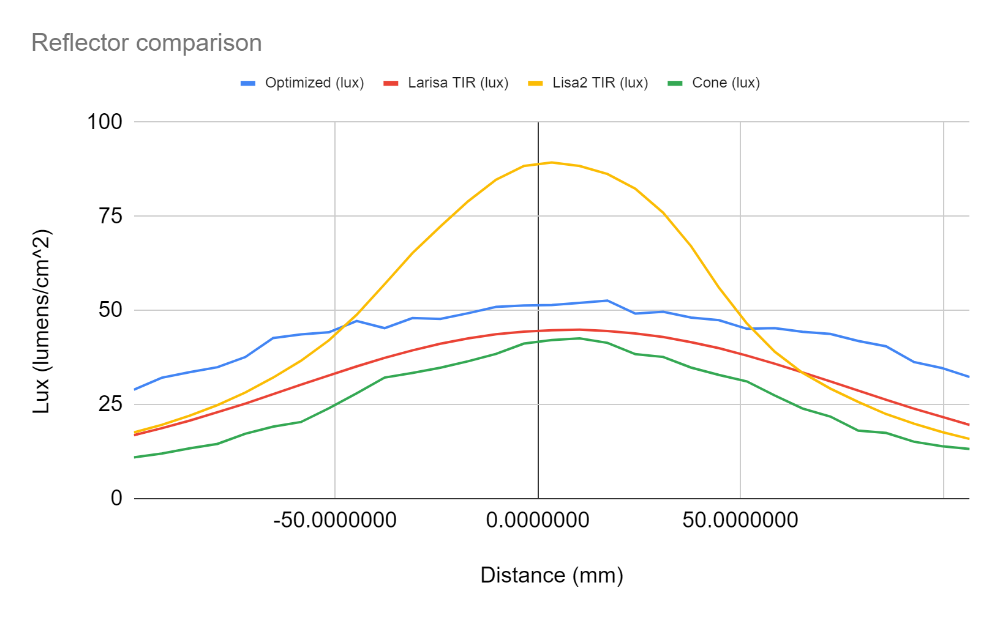 Reflector comparison
Optimized (lux) Larisa TIR (lux) Lisa2 TIR (lux) Cone (lux)
100
75
50
25
0
Lux (lumens/cm^2)
-50.0000000 0.0000000 50.0000000
Distance (mm)